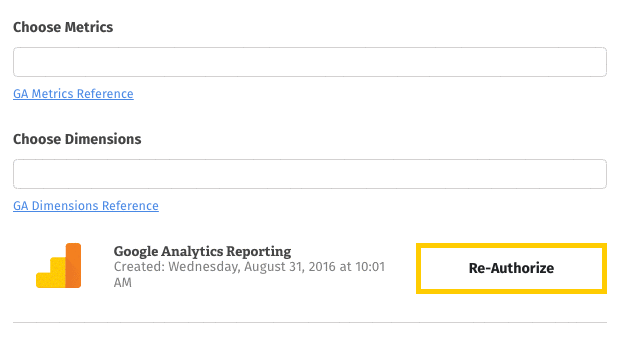 Choose Metrics
GA Metrics Reference
Choose Dimensions
GA Dimensions Reference
Google Analytics Reporting
Created: Wednesday, August 31, 2016 at 10:01
AM
Re-Authorize